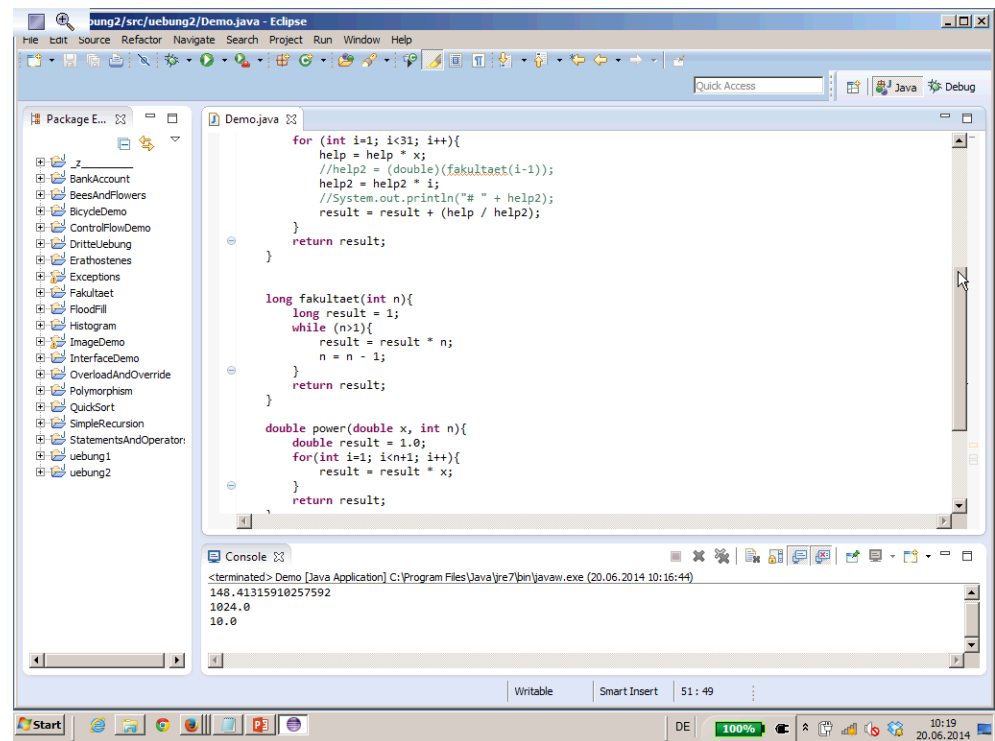 bung2/src/uebung2/Demo.java - Eclipse
File Edit Source Refactor Navigate Search Project Run Window Help
Quick Access
Java
Debug
Package E...
Demo.java
_z________
BankAccount
BeesAndFlowers
BicycleDemo
ControlFlowDemo
DritteUebung
Erathostenes
Exceptions
Fakultaet
FloodFill
Histogram
ImageDemo
InterfaceDemo
OverloadAndOverride
Polymorphism
QuickSort
SimpleRecursion
StatementsAndOperator
uebung1
uebung2
for (int i=1; i<31; i++){
help = help * x;
//help2 = (double)(fakultaet(i-1));
help2 = help2 * i;
//System.out.println("# " + help2);
result = result + (help / help2);
}
return result;
}
long fakultaet(int n){
long result = 1;
while (n>1){
result = result * n;
n = n - 1;
}
return result;
}
double power(double x, int n){
double result = 1.0;
for(int i=1; i<n+1; i++){
result = result * x;
}
return result;
Console
<terminated> Demo [Java Application] C:\Program Files\Java\jre7\bin\javaw.exe (20.06.2014 10:16:44)
148.41315910257592
1024.0
10.0
Writable
Smart Insert
51 : 49
Start
DE
100%
10:19
20.06.2014